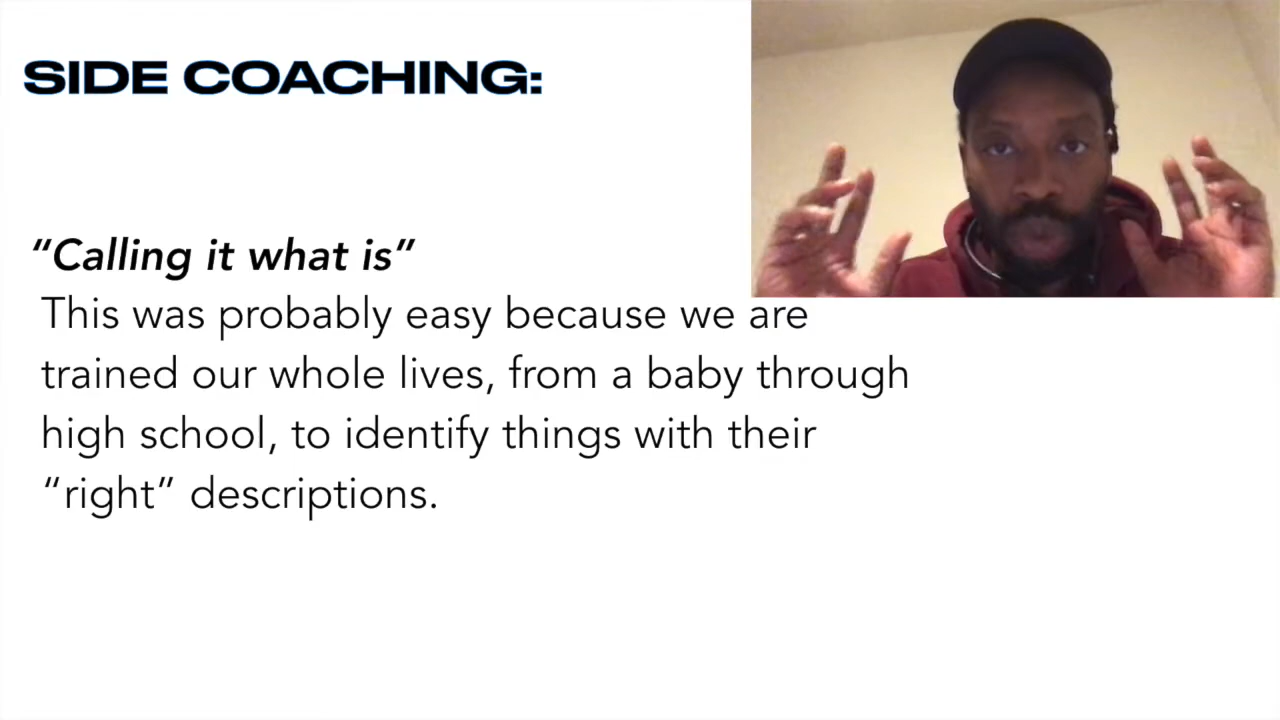 SIDE COACHING:
“Calling it what is”
This was probably easy because we are
trained our whole lives, from a baby through
high school, to identify things with their
“right” descriptions.